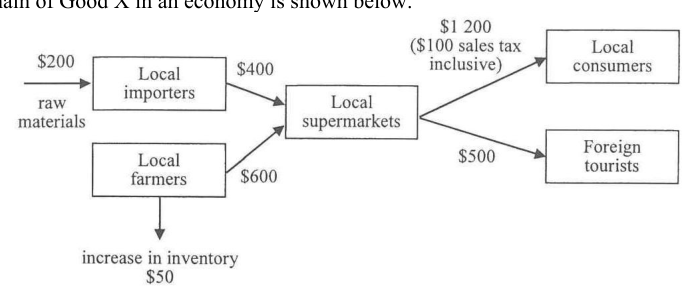 ain of Good X in an economy is shown below.
$1 200
($100 sales tax
inclusive)
Local
consumers
$200
raw
materials
Local
importers
$400
Local
supermarkets
Local
farmers
$600
$500
Foreign
tourists
increase in inventory
$50